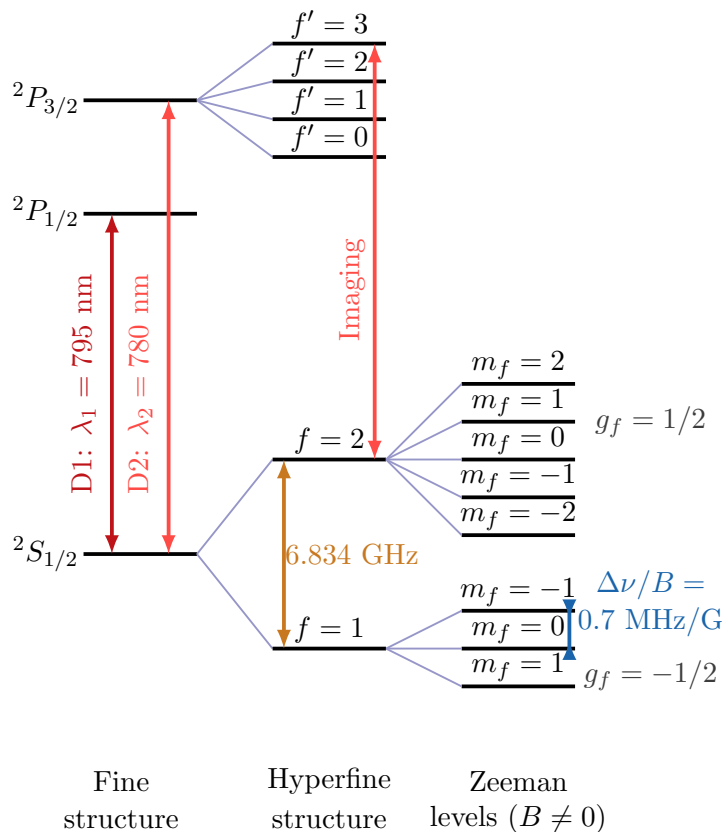 f′ = 3
f′ = 2
f′ = 1
f′ = 0
²P₃/₂
²P₁/₂
D1: λ₁ = 795 nm
D2: λ₂ = 780 nm
Imaging
m_f = 2
m_f = 1
m_f = 0
m_f = −1
m_f = −2
g_f = 1/2
f = 2
²S₁/₂
6.834 GHz
f = 1
m_f = −1
m_f = 0
m_f = 1
Δν/B =
0.7 MHz/G
g_f = −1/2
Fine
structure
Hyperfine
structure
Zeeman
levels (B ≠ 0)